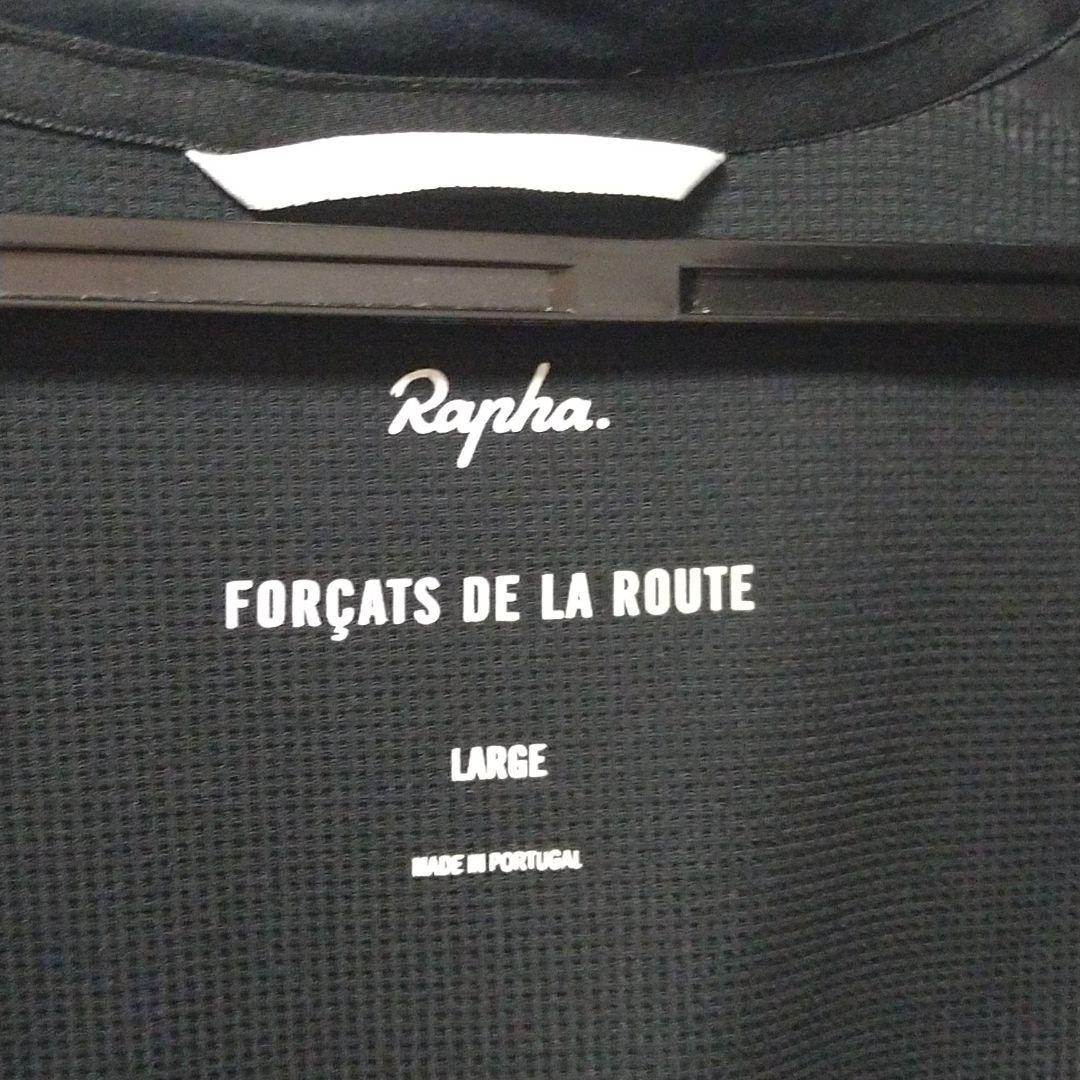 Rapha.
FORÇATS DE LA ROUTE
LARGE
MADE IN PORTUGAL